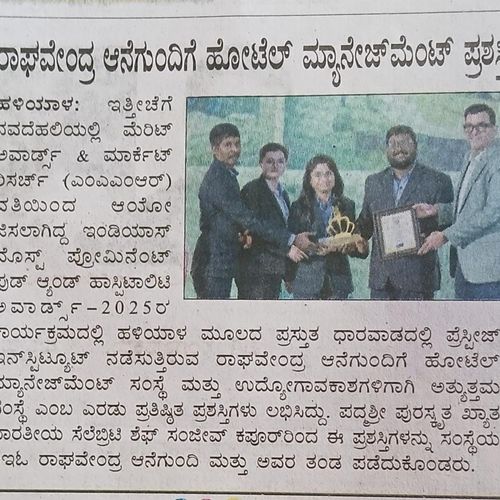 ರಾಘವೇಂದ್ರ ಆನೆಗುಂದಿಗೆ ಹೋಟೆಲ್ ಮ್ಯಾನೇಜ್‌ಮೆಂಟ್ ಪ್ರಶಸ್ತಿ
ಹಳಿಯಾಳ: ಇತ್ತೀಚೆಗೆ
ನವದೆಹಲಿಯಲ್ಲಿ ಮೆರಿಟ್
ಅವಾರ್ಡ್ಸ್ & ಮಾರ್ಕೆಟ್
ರಿಸರ್ಚ್ (ಎಂಎಎಂಆರ್)
ವತಿಯಿಂದ ಆಯೋ
ಜಿಸಲಾಗಿದ್ದ ಇಂಡಿಯಾಸ್
ಮೊಸ್ಟ್ ಪ್ರೋಮಿನೆಂಟ್
ಫುಡ್ ಆ್ಯಂಡ್ ಹಾಸ್ಪಿಟಾಲಿಟಿ
ಅವಾರ್ಡ್ಸ್-2025ರ
ಕಾರ್ಯಕ್ರಮದಲ್ಲಿ ಹಳಿಯಾಳ ಮೂಲದ ಪ್ರಸ್ತುತ ಧಾರವಾಡದಲ್ಲಿ ಪ್ರೆಸ್ಟೀಜ್
ಇನ್‌ಸ್ಟಿಟ್ಯೂಟ್ ನಡೆಸುತ್ತಿರುವ ರಾಘವೇಂದ್ರ ಆನೆಗುಂದಿಗೆ ಹೋಟೆಲ್
ಮ್ಯಾನೇಜ್‌ಮೆಂಟ್ ಸಂಸ್ಥೆ ಮತ್ತು ಉದ್ಯೋಗಾವಕಾಶಗಳಿಗಾಗಿ ಅತ್ಯುತ್ತಮ
ಸಂಸ್ಥೆ ಎಂಬ ಎರಡು ಪ್ರತಿಷ್ಠಿತ ಪ್ರಶಸ್ತಿಗಳು ಲಭಿಸಿದ್ದು. ಪದ್ಮಶ್ರೀ ಪುರಸ್ಕೃತ ಖ್ಯಾತ
ಭಾರತೀಯ ಸೆಲೆಬ್ರಿಟಿ ಶೆಫ್ ಸಂಜೀವ್ ಕಪೂರ್‌ರಿಂದ ಈ ಪ್ರಶಸ್ತಿಗಳನ್ನು ಸಂಸ್ಥೆಯ
ಇಒ ರಾಘವೇಂದ್ರ ಆನೆಗುಂದಿ ಮತ್ತು ಅವರ ತಂಡ ಪಡೆದುಕೊಂಡರು.